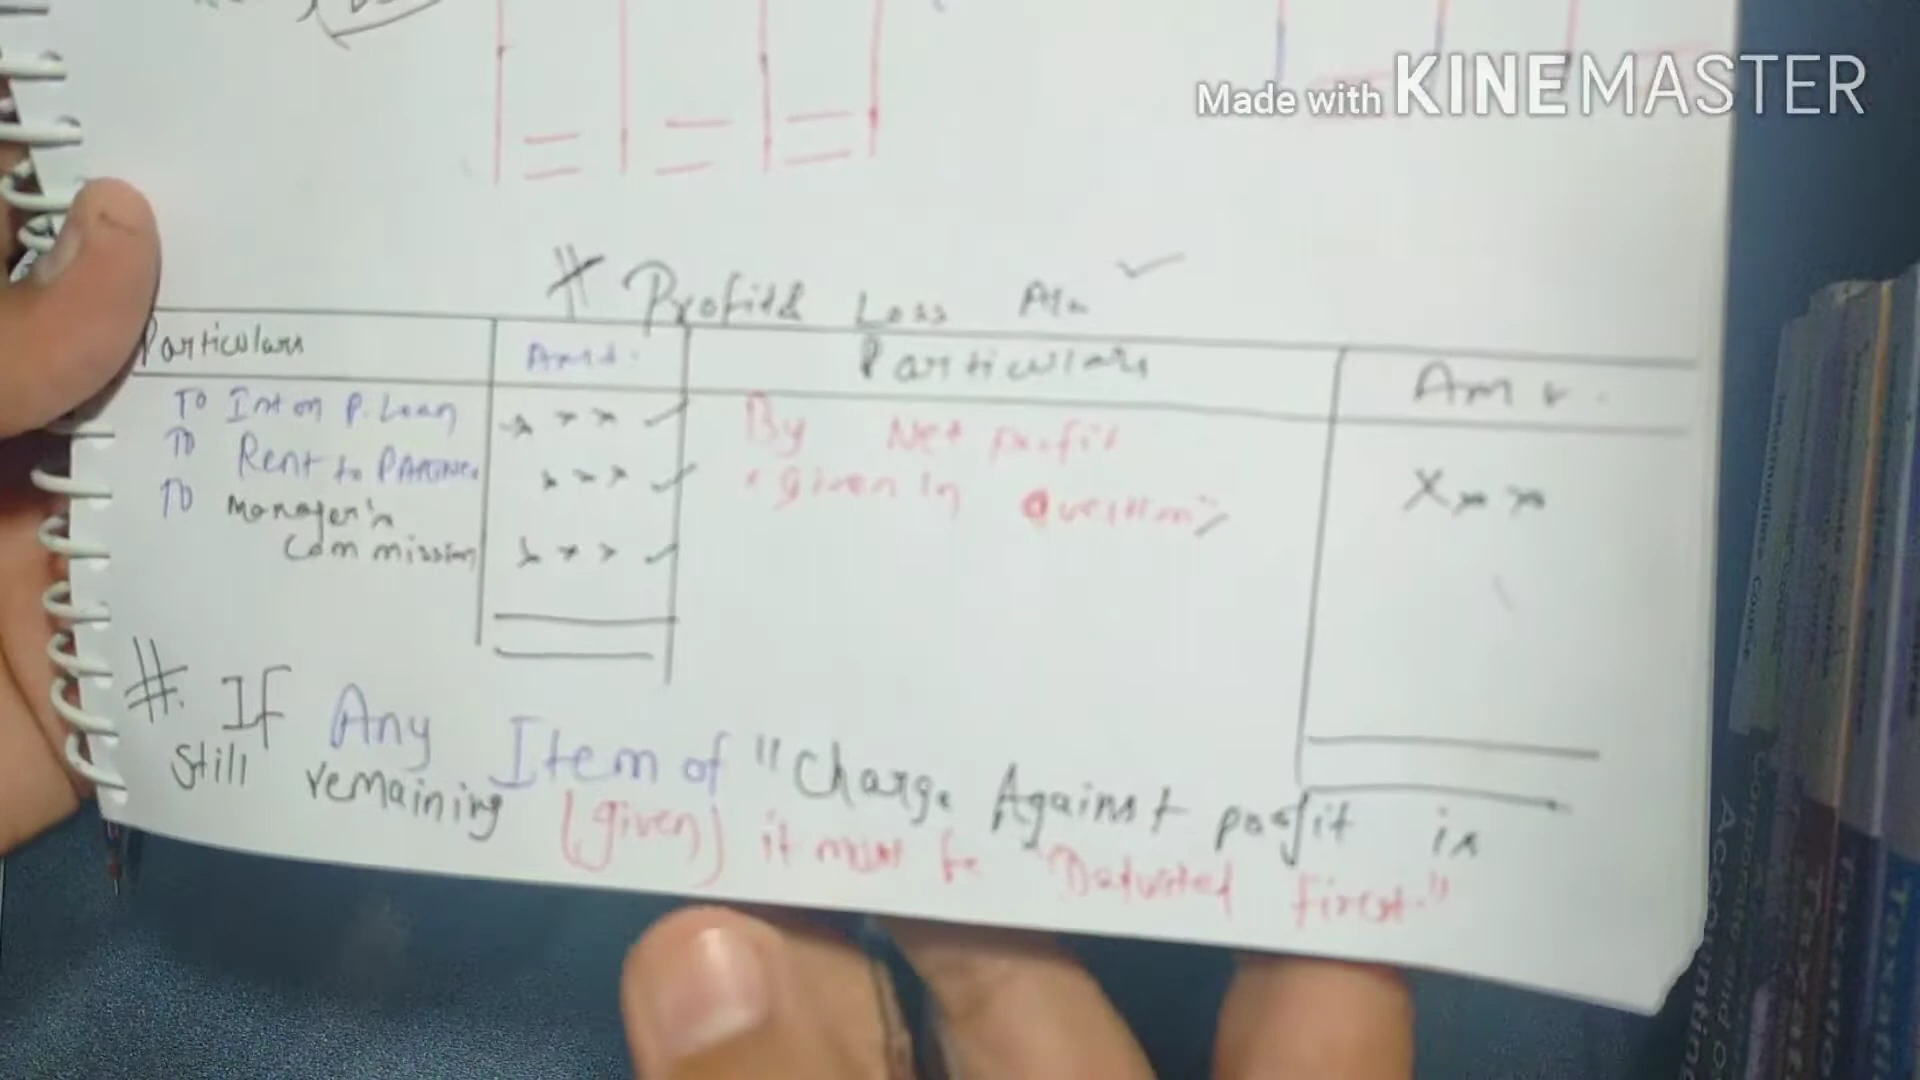 Made with KINEMASTER
# Profit & Loss A/c ✓
Particulars Amt. Particulars Amt.
To Int on P. Loan x x x ✓ By Net profit
To Rent to Partner x x x ✓ <given in question> X x x
To Manager's
Commission x x x ✓
#. If Any Item of "Charge Against profit is
Still remaining (given) it must be "Deducted First."
Accounting